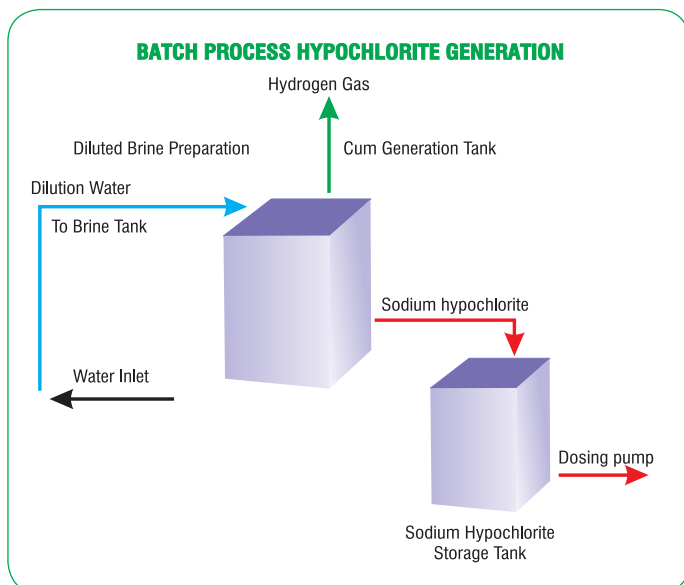 BATCH PROCESS HYPOCHLORITE GENERATION
Hydrogen Gas
Diluted Brine Preparation
Cum Generation Tank
Dilution Water
To Brine Tank
Sodium hypochlorite
Water Inlet
Dosing pump
Sodium Hypochlorite
Storage Tank